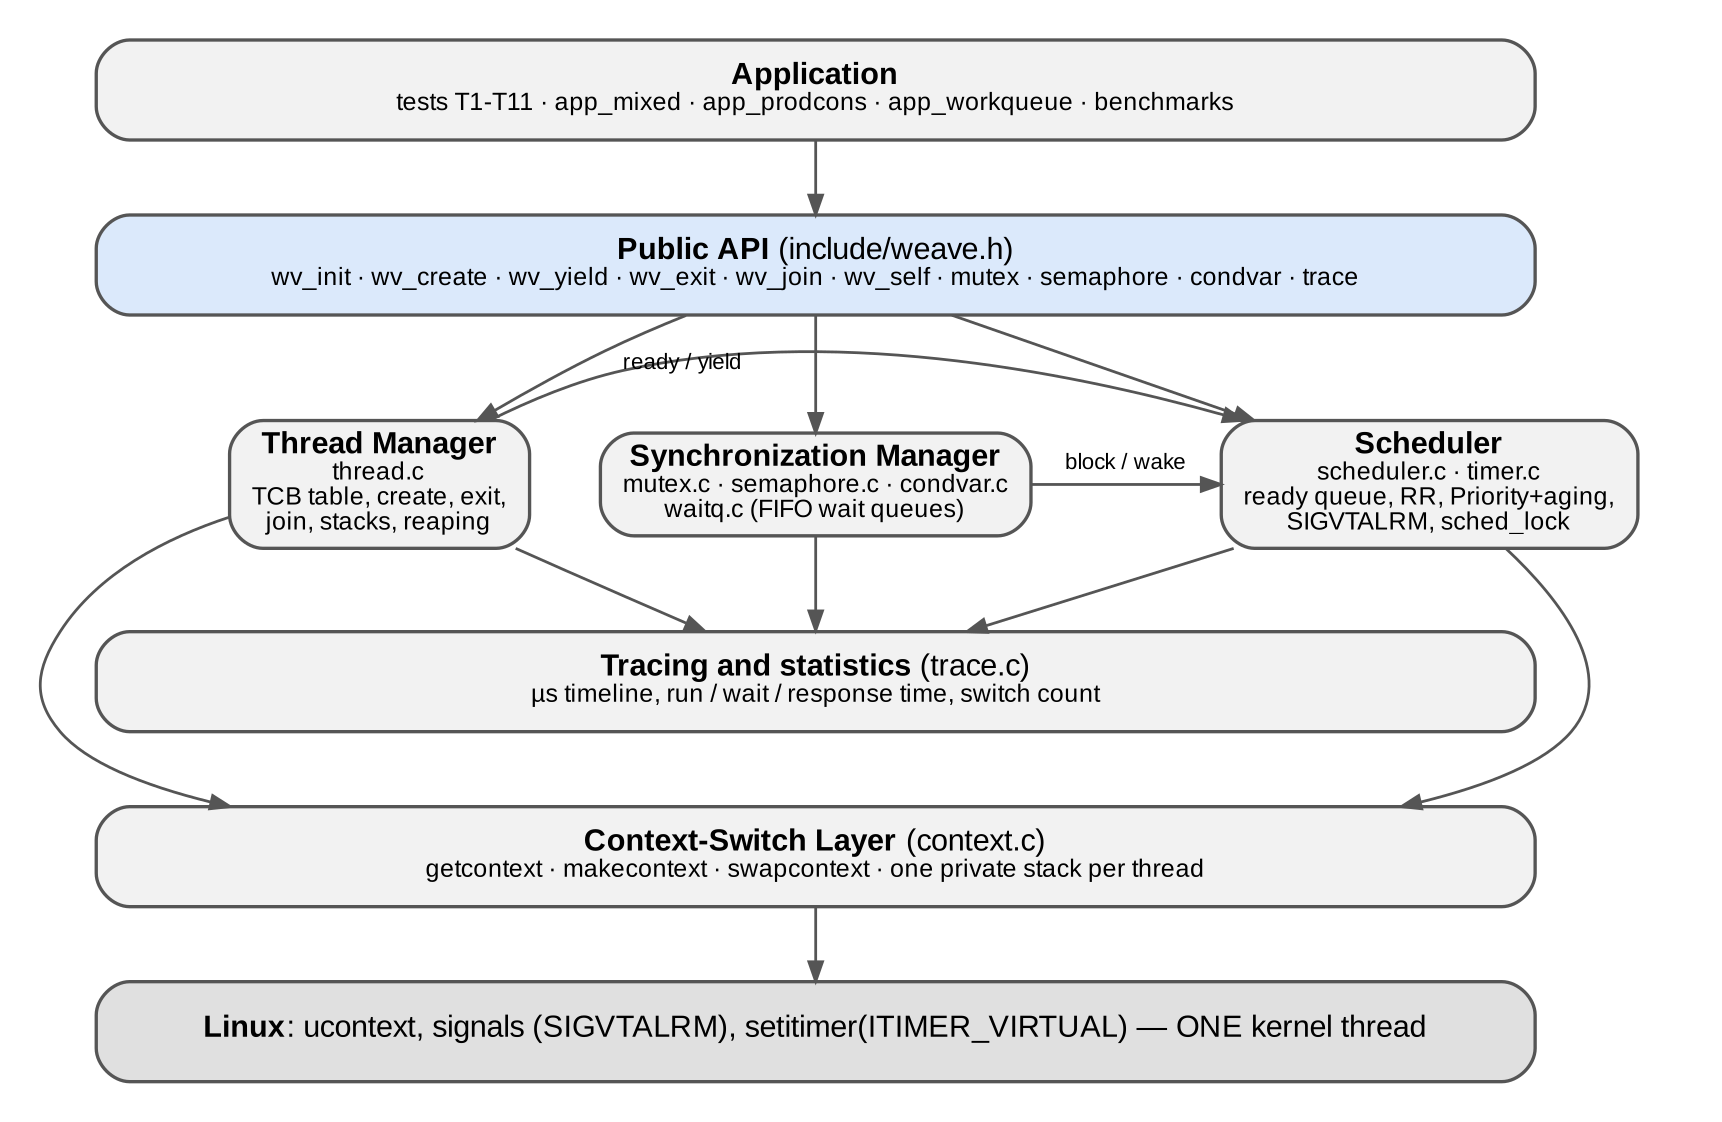 Application
tests T1-T11 · app_mixed · app_prodcons · app_workqueue · benchmarks
Public API (include/weave.h)
wv_init · wv_create · wv_yield · wv_exit · wv_join · wv_self · mutex · semaphore · condvar · trace
ready / yield
Thread Manager
thread.c
TCB table, create, exit,
join, stacks, reaping
Synchronization Manager
mutex.c · semaphore.c · condvar.c
waitq.c (FIFO wait queues)
block / wake
Scheduler
scheduler.c · timer.c
ready queue, RR, Priority+aging,
SIGVTALRM, sched_lock
Tracing and statistics (trace.c)
µs timeline, run / wait / response time, switch count
Context-Switch Layer (context.c)
getcontext · makecontext · swapcontext · one private stack per thread
Linux: ucontext, signals (SIGVTALRM), setitimer(ITIMER_VIRTUAL) — ONE kernel thread